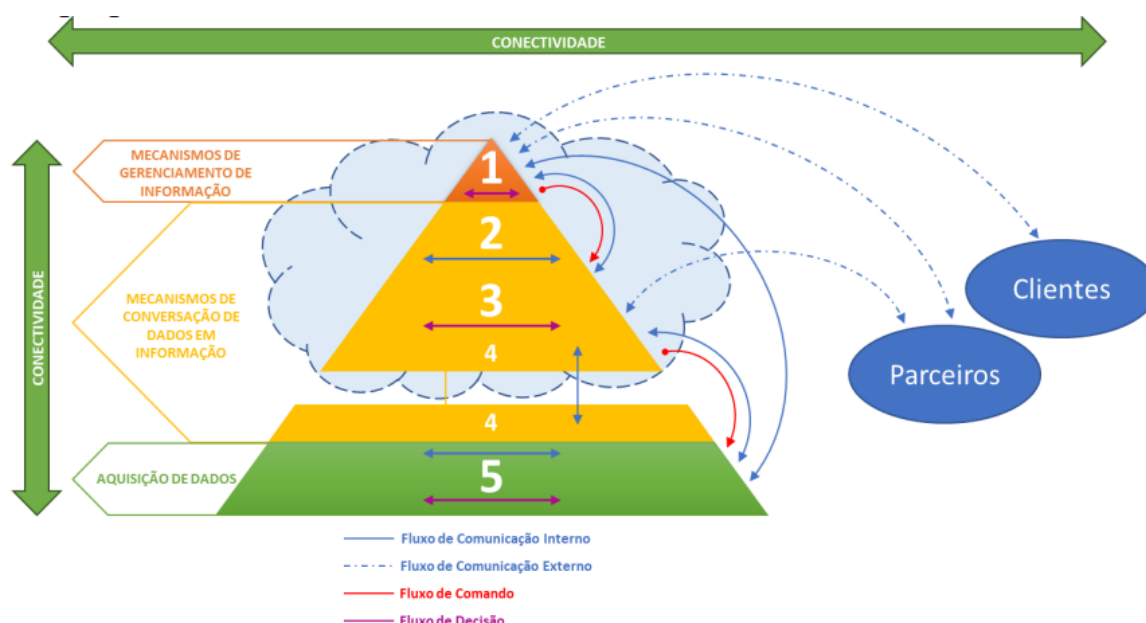 CONECTIVIDADE
CONECTIVIDADE
MECANISMOS DE
GERENCIAMENTO DE
INFORMAÇÃO
1
2
MECANISMOS DE
CONVERSAÇÃO DE
DADOS EM
INFORMAÇÃO
3
4
4
AQUISIÇÃO DE DADOS
5
Clientes
Parceiros
Fluxo de Comunicação Interno
Fluxo de Comunicação Externo
Fluxo de Comando
Fluxo de Decisão